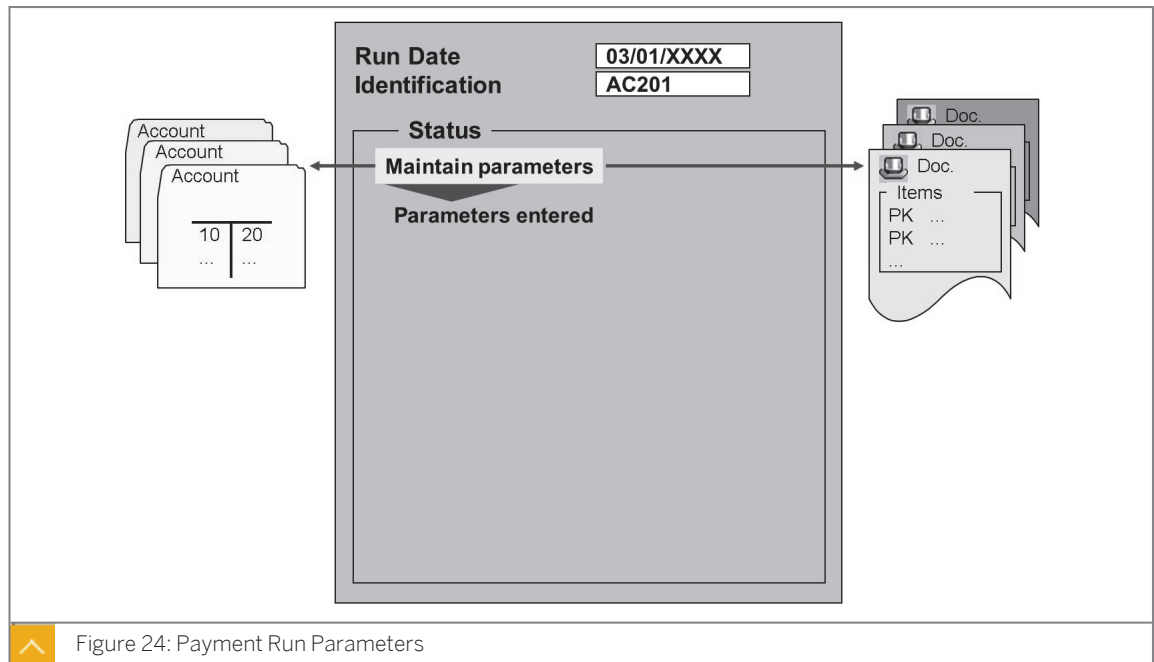 Run Date 03/01/XXXX
Identification AC201
Status
Maintain parameters
Parameters entered
Account
Account
Account
10 20
... ...
Doc.
Doc.
Doc.
Items
PK ...
PK ...
...
Figure 24: Payment Run Parameters